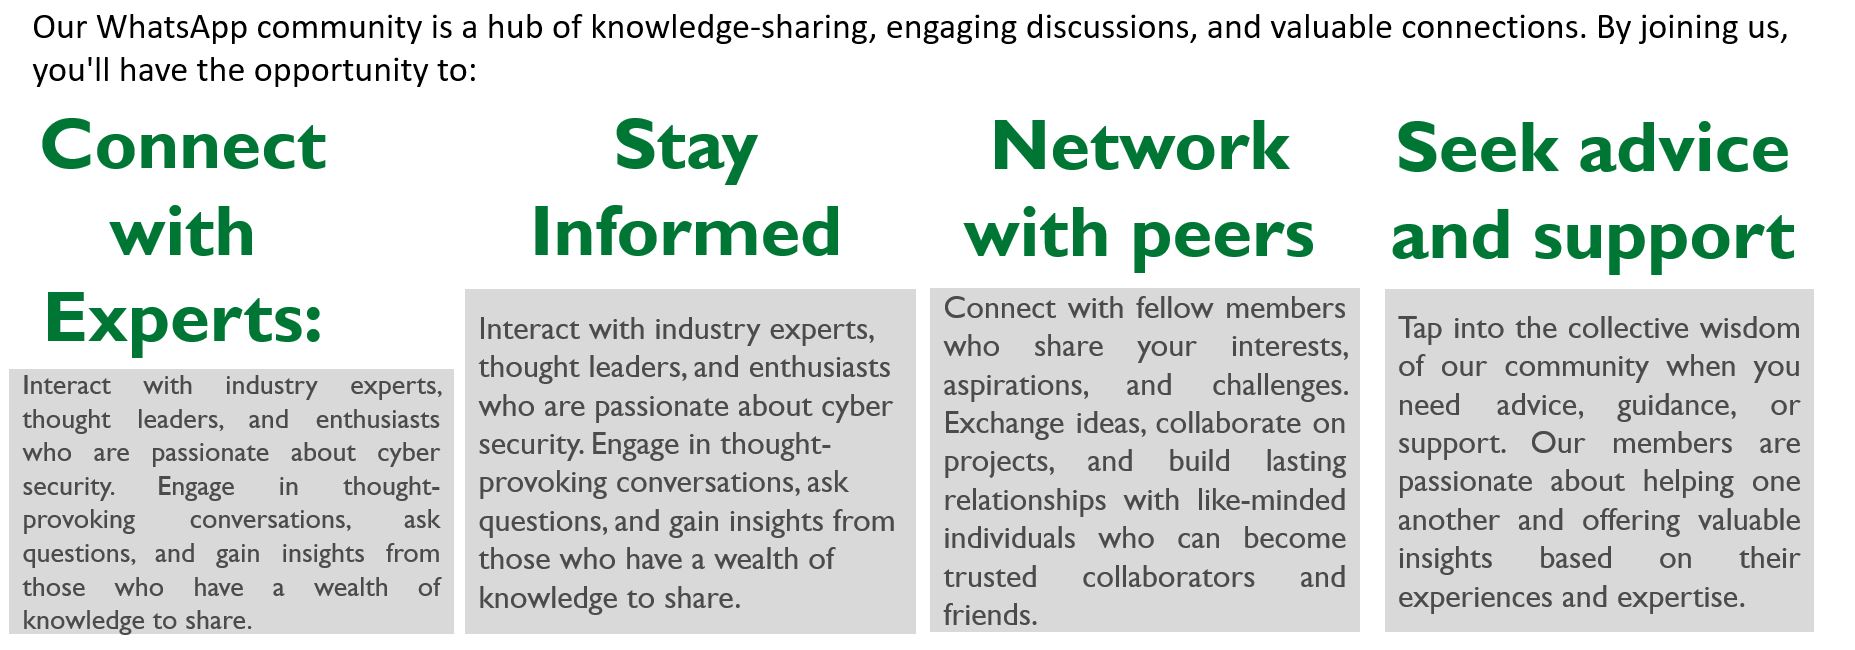 Our WhatsApp community is a hub of knowledge-sharing, engaging discussions, and valuable connections. By joining us,
you'll have the opportunity to:
Connect
with
Experts:
Interact with industry experts,
thought leaders, and enthusiasts
who are passionate about cyber
security. Engage in thought-
provoking conversations, ask
questions, and gain insights from
those who have a wealth of
knowledge to share.
Stay
Informed
Interact with industry experts,
thought leaders, and enthusiasts
who are passionate about cyber
security. Engage in thought-
provoking conversations, ask
questions, and gain insights from
those who have a wealth of
knowledge to share.
Network
with peers
Connect with fellow members
who share your interests,
aspirations, and challenges.
Exchange ideas, collaborate on
projects, and build lasting
relationships with like-minded
individuals who can become
trusted collaborators and
friends.
Seek advice
and support
Tap into the collective wisdom
of our community when you
need advice, guidance, or
support. Our members are
passionate about helping one
another and offering valuable
insights based on their
experiences and expertise.